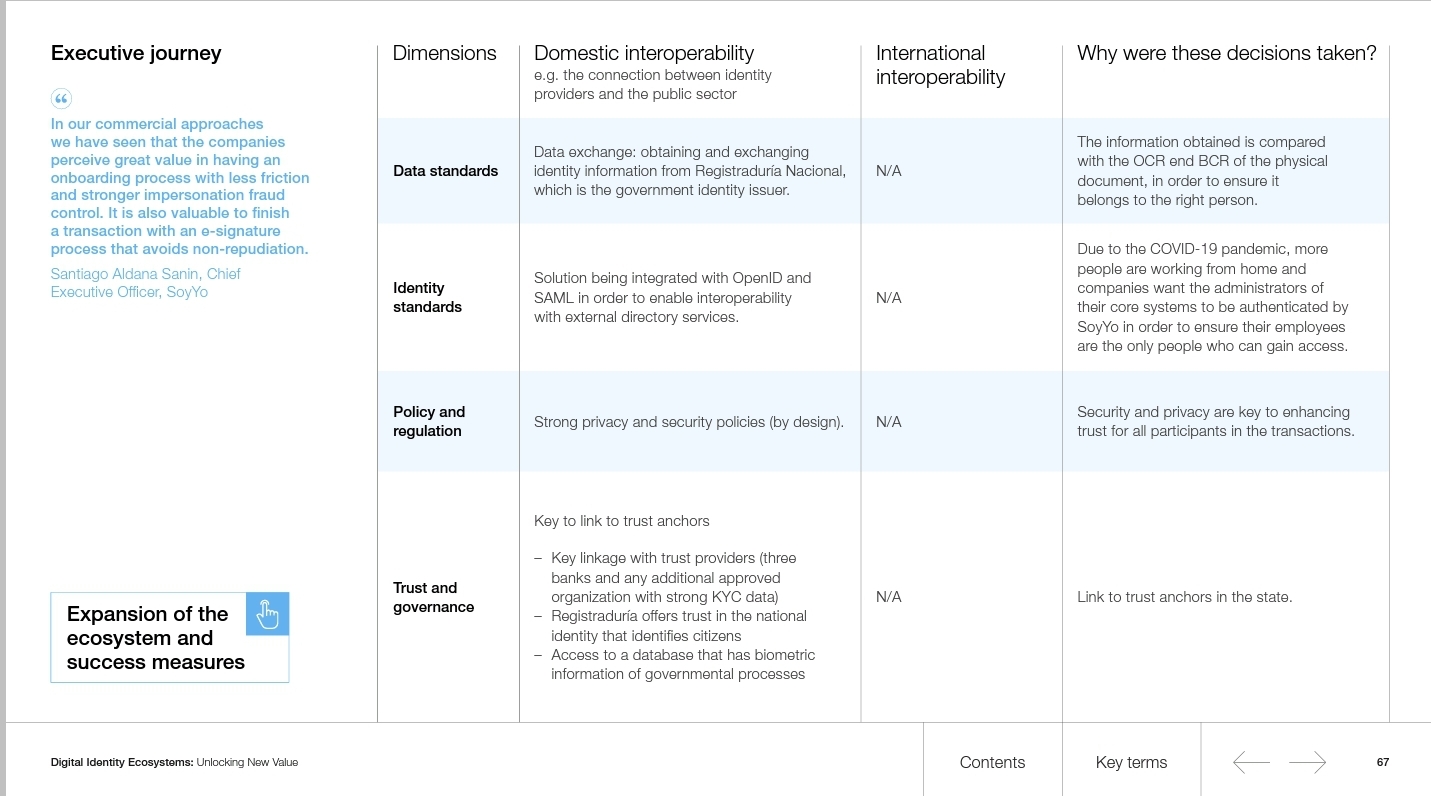 Executive journey
“
In our commercial approaches
we have seen that the companies
perceive great value in having an
onboarding process with less friction
and stronger impersonation fraud
control. It is also valuable to finish
a transaction with an e-signature
process that avoids non-repudiation.
Santiago Aldana Sanin, Chief
Executive Officer, SoyYo
Expansion of the
ecosystem and
success measures
Dimensions
Domestic interoperability
e.g. the connection between identity
providers and the public sector
International
interoperability
Why were these decisions taken?
Data standards
Data exchange: obtaining and exchanging
identity information from Registraduría Nacional,
which is the government identity issuer.
N/A
The information obtained is compared
with the OCR end BCR of the physical
document, in order to ensure it
belongs to the right person.
Identity
standards
Solution being integrated with OpenID and
SAML in order to enable interoperability
with external directory services.
N/A
Due to the COVID-19 pandemic, more
people are working from home and
companies want the administrators of
their core systems to be authenticated by
SoyYo in order to ensure their employees
are the only people who can gain access.
Policy and
regulation
Strong privacy and security policies (by design).
N/A
Security and privacy are key to enhancing
trust for all participants in the transactions.
Trust and
governance
Key to link to trust anchors
– Key linkage with trust providers (three
banks and any additional approved
organization with strong KYC data)
– Registraduría offers trust in the national
identity that identifies citizens
– Access to a database that has biometric
information of governmental processes
N/A
Link to trust anchors in the state.
Digital Identity Ecosystems: Unlocking New Value
Contents
Key terms
67